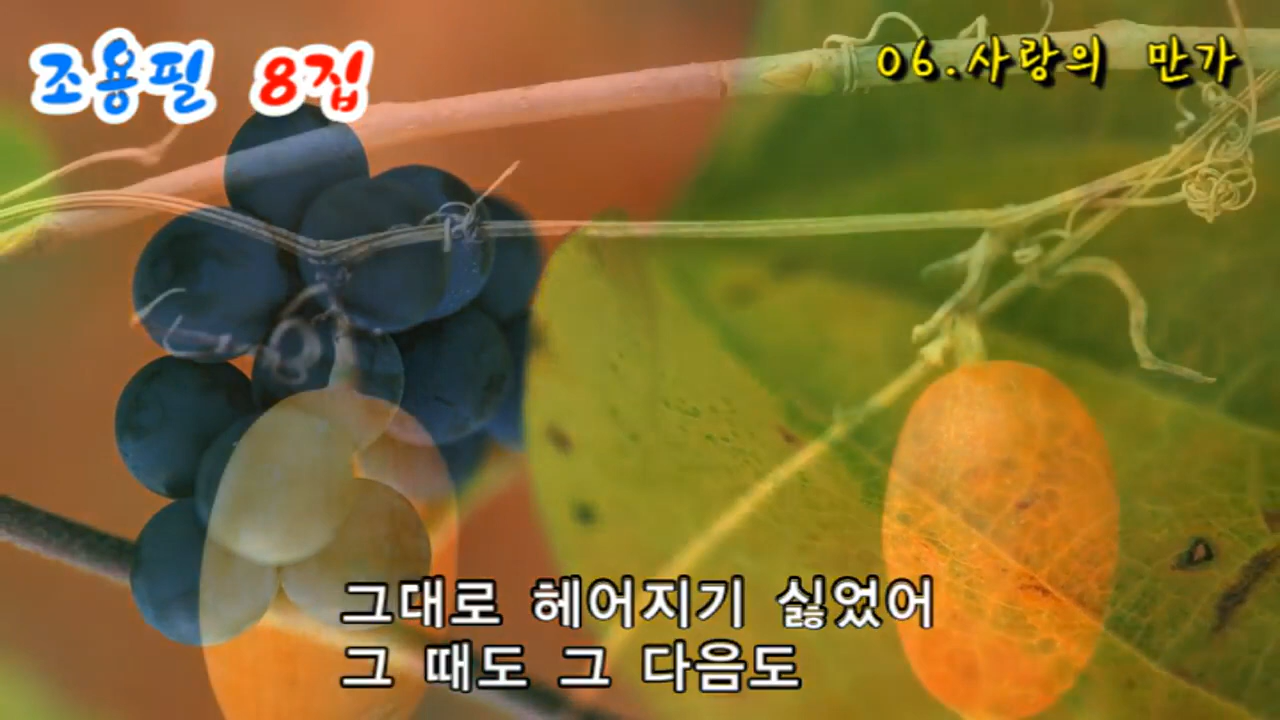 조용필 8집
06.사랑의 만가
그대로 헤어지기 싫었어
그 때도 그 다음도